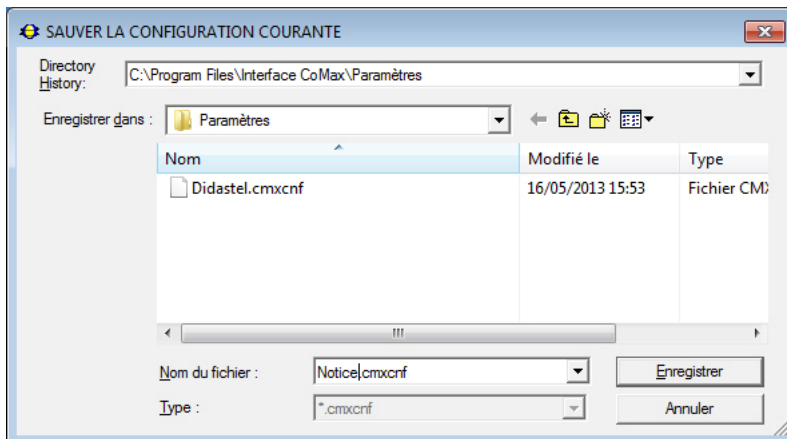 SAUVER LA CONFIGURATION COURANTE
Directory History: C:\Program Files\Interface CoMax\Paramètres
Enregistrer dans : Paramètres
Nom Modifié le Type
Didastel.cmxcnf 16/05/2013 15:53 Fichier CMX
Nom du fichier : Notice.cmxcnf Enregistrer
Type : *.cmxcnf Annuler